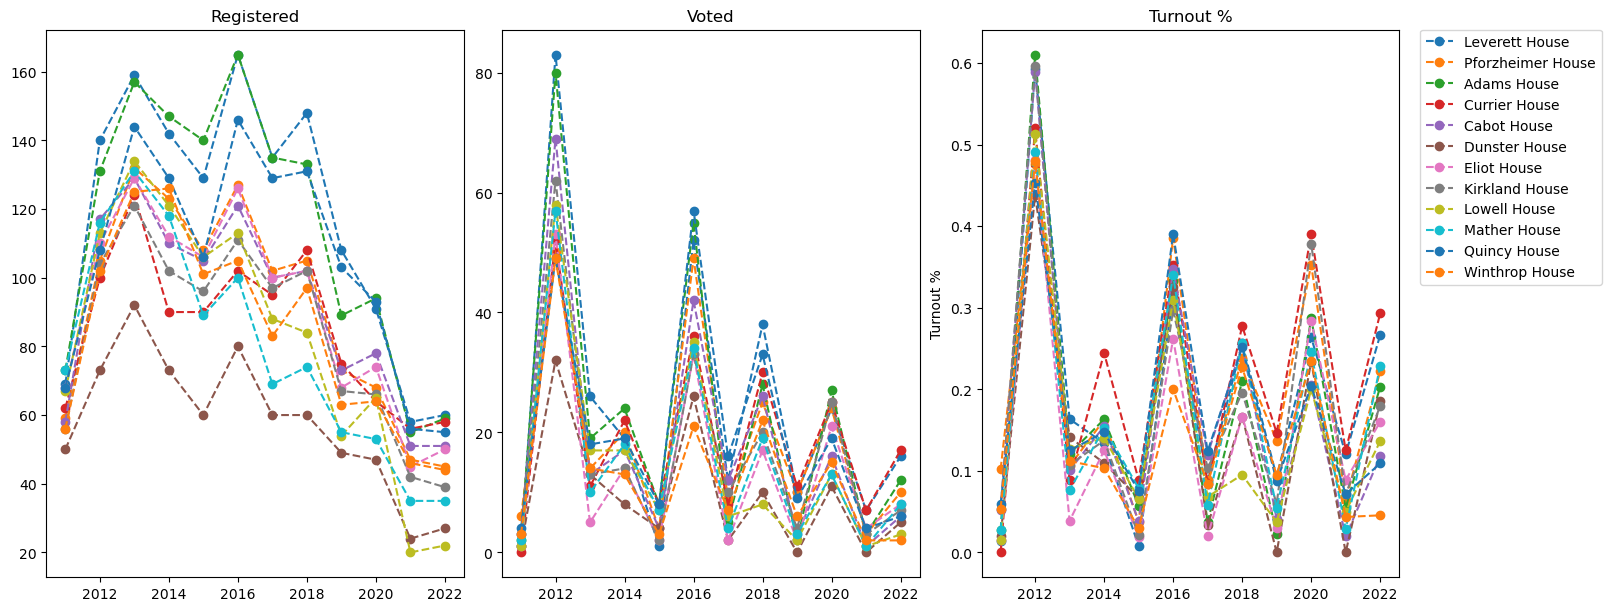 Registered
160
140
120
100
80
60
40
20
2012 2014 2016 2018 2020 2022
Voted
80
60
40
20
0
2012 2014 2016 2018 2020 2022
Turnout %
Turnout %
0.6
0.5
0.4
0.3
0.2
0.1
0.0
2012 2014 2016 2018 2020 2022
Leverett House
Pforzheimer House
Adams House
Currier House
Cabot House
Dunster House
Eliot House
Kirkland House
Lowell House
Mather House
Quincy House
Winthrop House